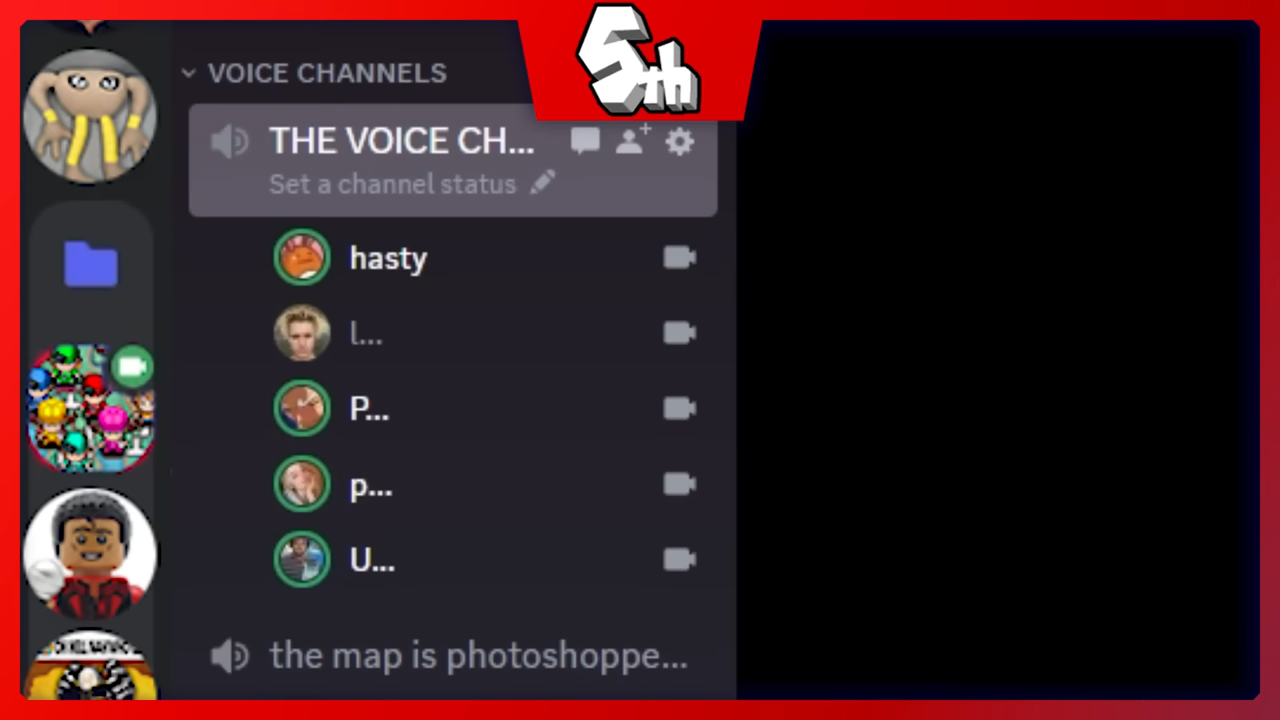 5th
VOICE CHANNELS
THE VOICE CH...
Set a channel status
hasty
l...
P...
p...
U...
the map is photoshoppe...